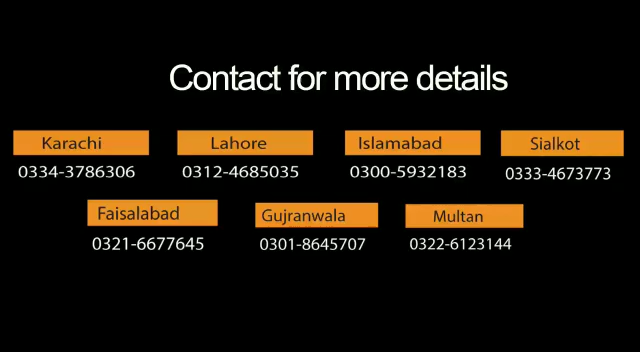 Contact for more details
Karachi Lahore Islamabad Sialkot
0334-3786306 0312-4685035 0300-5932183 0333-4673773
Faisalabad Gujranwala Multan
0321-6677645 0301-8645707 0322-6123144